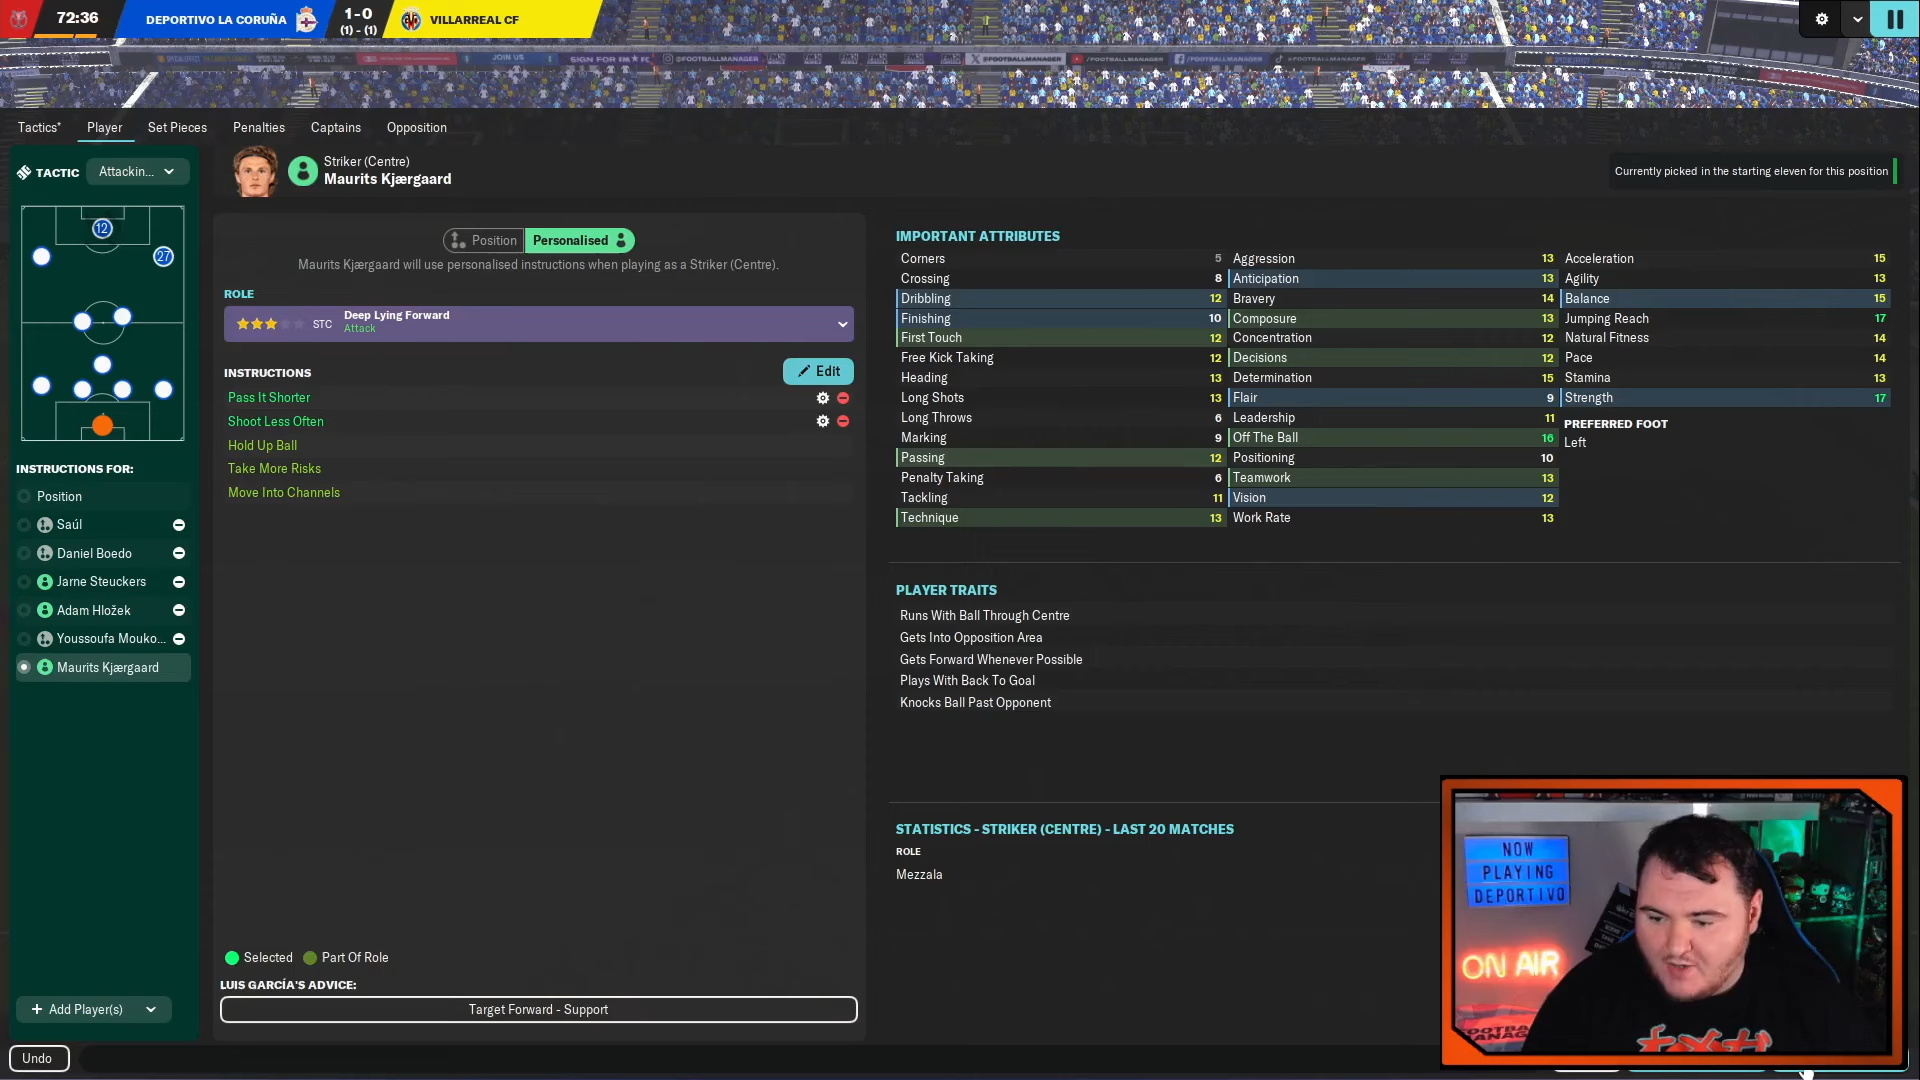 72:36
DEPORTIVO LA CORUÑA
1-0
(1) - (1)
VILLARREAL CF
JOIN US
@FOOTBALLMANAGER
@FOOTBALLMANAGER
/FOOTBALLMANAGER
/FOOTBALLMANAGER
Tactics*
Player
Set Pieces
Penalties
Captains
Opposition
TACTIC
Attackin...
12
27
INSTRUCTIONS FOR:
Position
Saúl
Daniel Boedo
Jarne Steuckers
Adam Hložek
Youssoufa Mouko...
Maurits Kjærgaard
Add Player(s)
Undo
Striker (Centre)
Maurits Kjærgaard
Currently picked in the starting eleven for this position
Position
Personalised
Maurits Kjærgaard will use personalised instructions when playing as a Striker (Centre).
ROLE
STC
Deep Lying Forward
Attack
INSTRUCTIONS
Edit
Pass It Shorter
Shoot Less Often
Hold Up Ball
Take More Risks
Move Into Channels
Selected
Part Of Role
LUIS GARCÍA'S ADVICE:
Target Forward - Support
IMPORTANT ATTRIBUTES
Corners 5
Crossing 8
Dribbling 12
Finishing 10
First Touch 12
Free Kick Taking 12
Heading 13
Long Shots 13
Long Throws 6
Marking 9
Passing 12
Penalty Taking 6
Tackling 11
Technique 13
Aggression 13
Anticipation 13
Bravery 14
Composure 13
Concentration 12
Decisions 12
Determination 15
Flair 9
Leadership 11
Off The Ball 16
Positioning 10
Teamwork 13
Vision 12
Work Rate 13
Acceleration 15
Agility 13
Balance 15
Jumping Reach 17
Natural Fitness 14
Pace 14
Stamina 13
Strength 17
PREFERRED FOOT
Left
PLAYER TRAITS
Runs With Ball Through Centre
Gets Into Opposition Area
Gets Forward Whenever Possible
Plays With Back To Goal
Knocks Ball Past Opponent
STATISTICS - STRIKER (CENTRE) - LAST 20 MATCHES
ROLE
Mezzala
NOW
PLAYING
DEPORTIVO
ON AIR